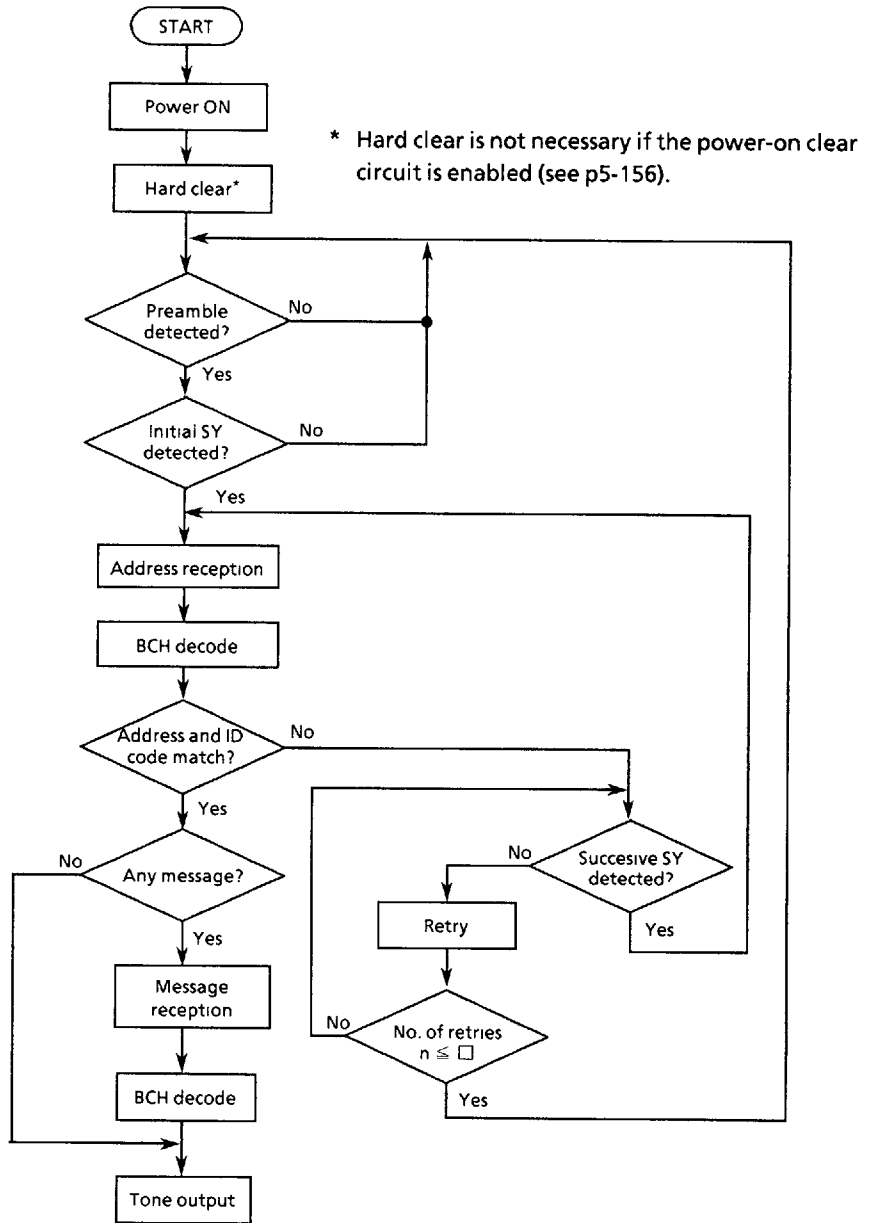 START
Power ON
* Hard clear is not necessary if the power-on clear
circuit is enabled (see p5-156).
Hard clear*
Preamble
detected?
No
Yes
Initial SY
detected?
No
Yes
Address reception
BCH decode
Address and ID
code match?
No
Yes
No
Any message?
Yes
No
Succesive SY
detected?
Yes
Retry
Message
reception
No
No. of retries
n ≦ □
Yes
BCH decode
Tone output